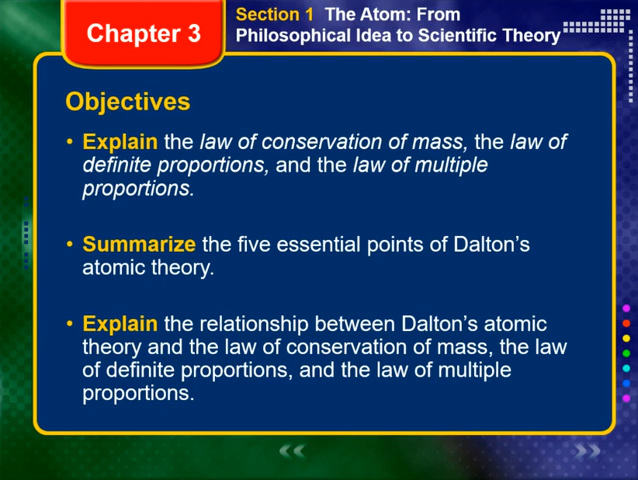 Chapter 3
Section 1 The Atom: From
Philosophical Idea to Scientific Theory
Objectives
• Explain the law of conservation of mass, the law of
definite proportions, and the law of multiple
proportions.
• Summarize the five essential points of Dalton’s
atomic theory.
• Explain the relationship between Dalton’s atomic
theory and the law of conservation of mass, the law
of definite proportions, and the law of multiple
proportions.